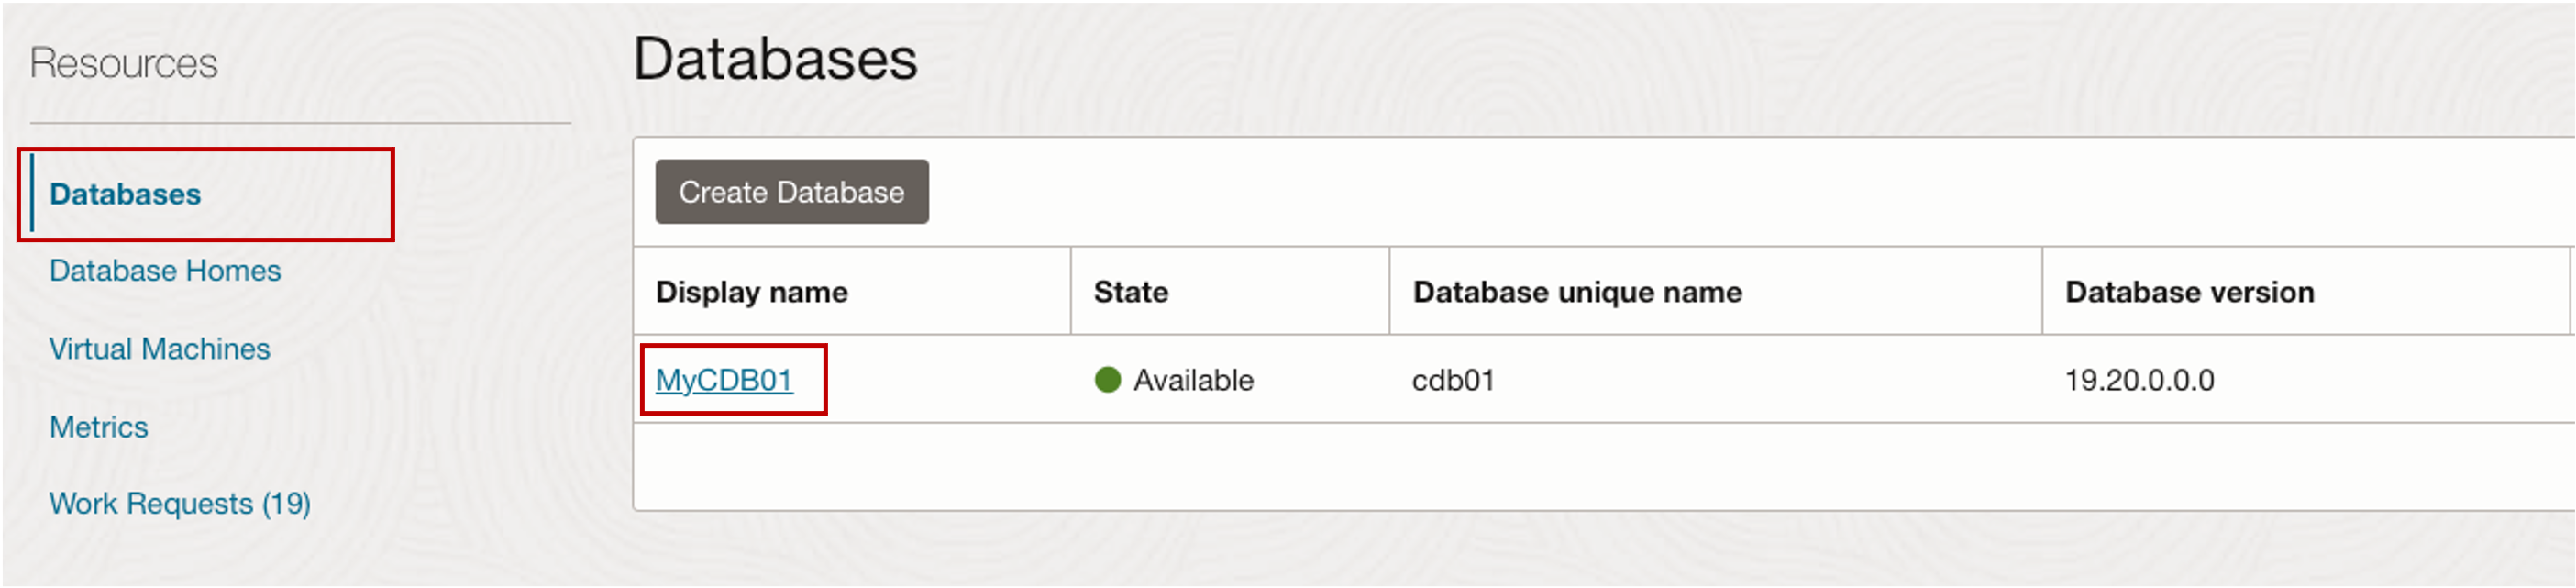 Resources
Databases
Database Homes
Virtual Machines
Metrics
Work Requests (19)
Databases
Create Database
Display name State Database unique name Database version
MyCDB01 Available cdb01 19.20.0.0.0